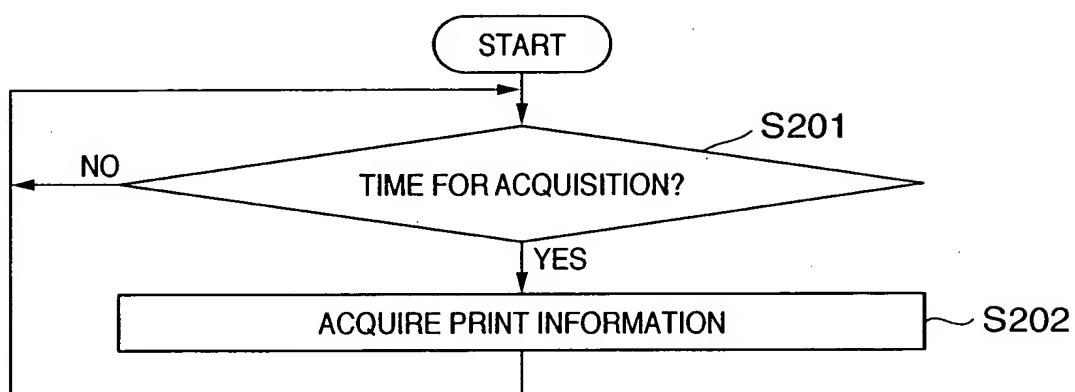 START
S201
NO
TIME FOR ACQUISITION?
YES
ACQUIRE PRINT INFORMATION
S202